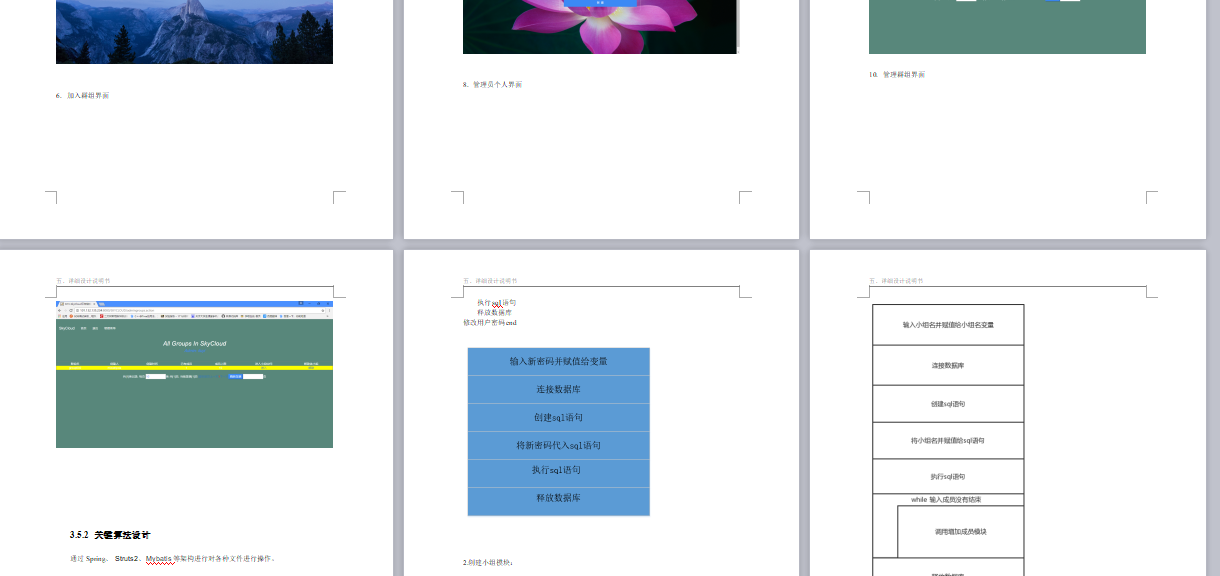 6. 加入群组界面
8. 管理员个人界面
10. 管理群组界面
五、详细设计说明书
SkyCloud
All Groups In SkyCloud
3.5.2 关键算法设计
通过 Spring、 Struts2、Mybatis 等架构进行对各种文件进行操作。
五、详细设计说明书
执行 sql 语句
释放数据库
修改用户密码end
输入新密码并赋值给变量
连接数据库
创建sql语句
将新密码代入sql语句
执行sql语句
释放数据库
2.创建小组模块：
五、详细设计说明书
输入小组名并赋值给小组名变量
连接数据库
创建sql语句
将小组名并赋值给sql语句
执行sql语句
while 输入成员没有结束
调用增加成员模块